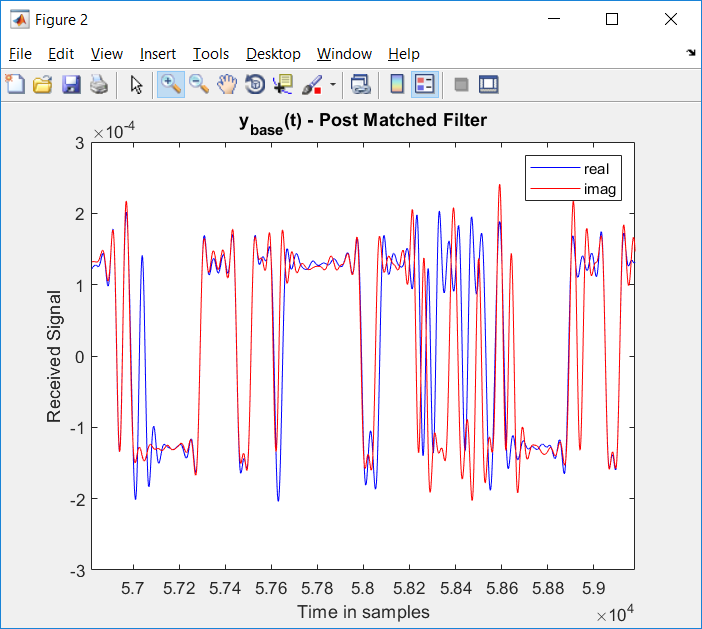 Figure 2
File Edit View Insert Tools Desktop Window Help
×10-4
ybase(t) - Post Matched Filter
3
2
1
0
-1
-2
-3
Received Signal
real
imag
5.7 5.72 5.74 5.76 5.78 5.8 5.82 5.84 5.86 5.88 5.9
Time in samples
×104